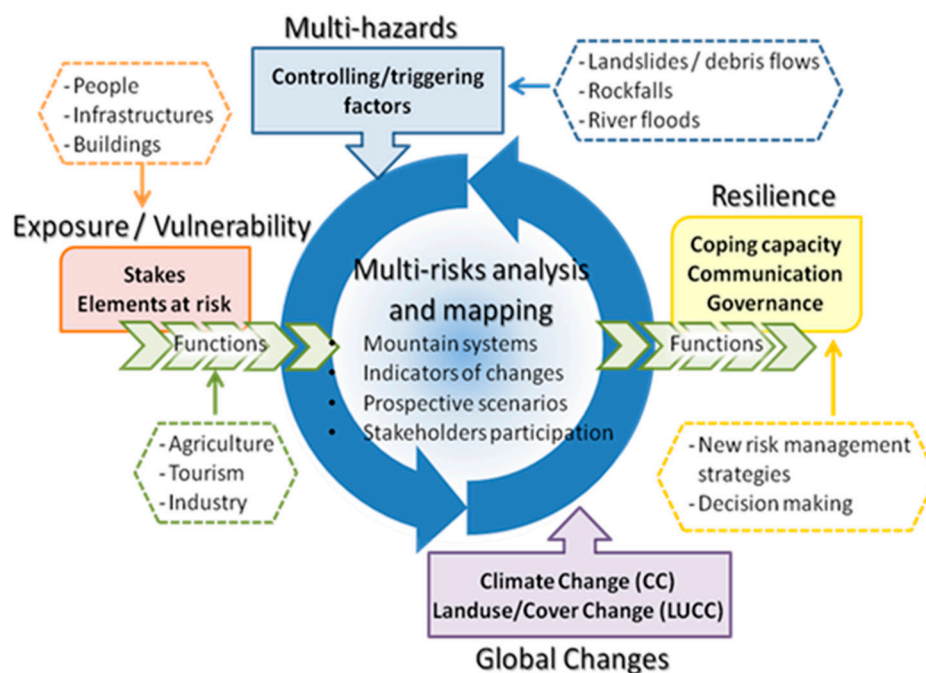 Multi-hazards
Controlling/triggering
factors
- Landslides / debris flows
- Rockfalls
- River floods
- People
- Infrastructures
- Buildings
Exposure / Vulnerability
Stakes
Elements at risk
Functions
- Agriculture
- Tourism
- Industry
Multi-risks analysis
and mapping
• Mountain systems
• Indicators of changes
• Prospective scenarios
• Stakeholders participation
Resilience
Coping capacity
Communication
Governance
Functions
- New risk management
strategies
- Decision making
Climate Change (CC)
Landuse/Cover Change (LUCC)
Global Changes